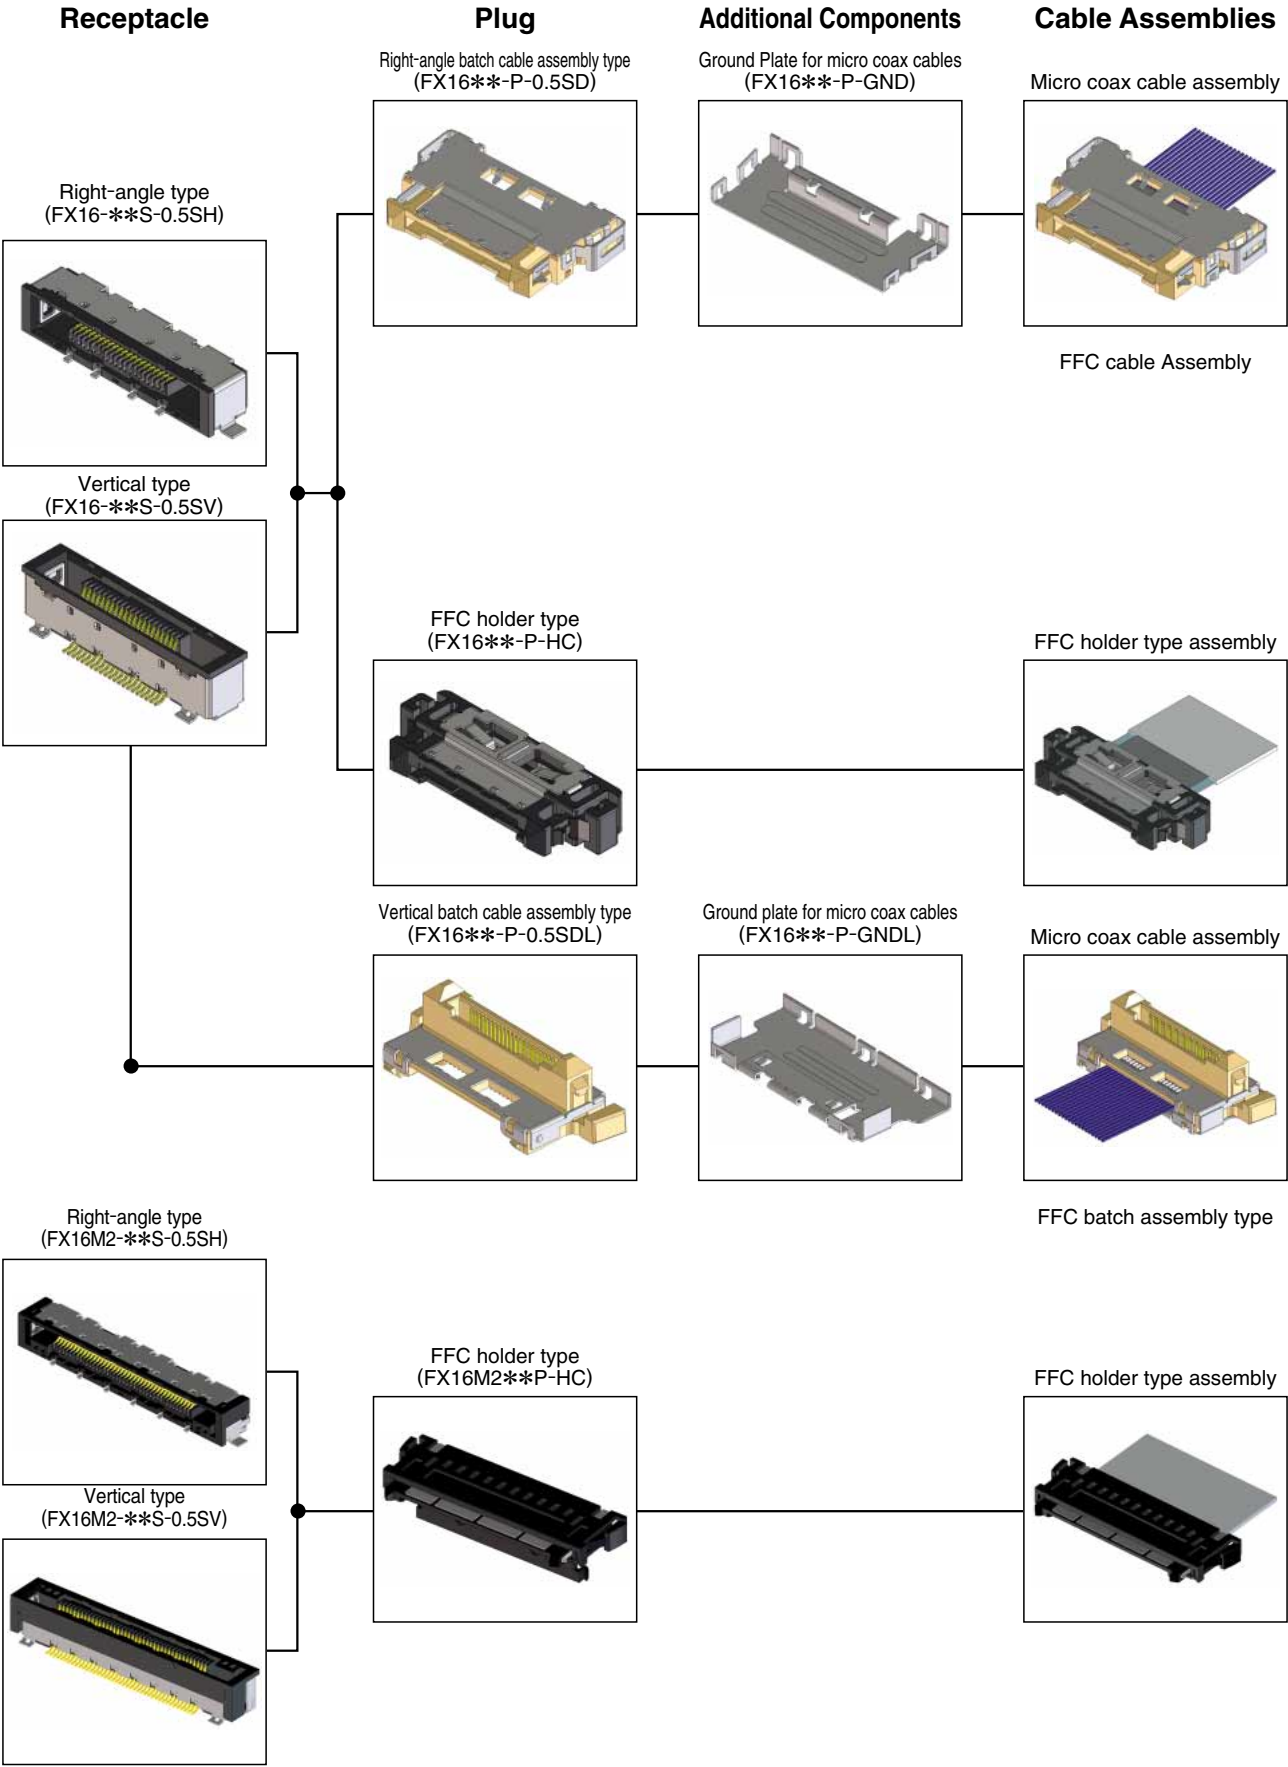 Receptacle
Plug
Additional Components
Cable Assemblies
Right-angle batch cable assembly type
(FX16**-P-0.5SD)
Ground Plate for micro coax cables
(FX16**-P-GND)
Micro coax cable assembly
Right-angle type
(FX16-**S-0.5SH)
FFC cable Assembly
Vertical type
(FX16-**S-0.5SV)
FFC holder type
(FX16**-P-HC)
FFC holder type assembly
Vertical batch cable assembly type
(FX16**-P-0.5SDL)
Ground plate for micro coax cables
(FX16**-P-GNDL)
Micro coax cable assembly
Right-angle type
(FX16M2-**S-0.5SH)
FFC batch assembly type
FFC holder type
(FX16M2**P-HC)
FFC holder type assembly
Vertical type
(FX16M2-**S-0.5SV)